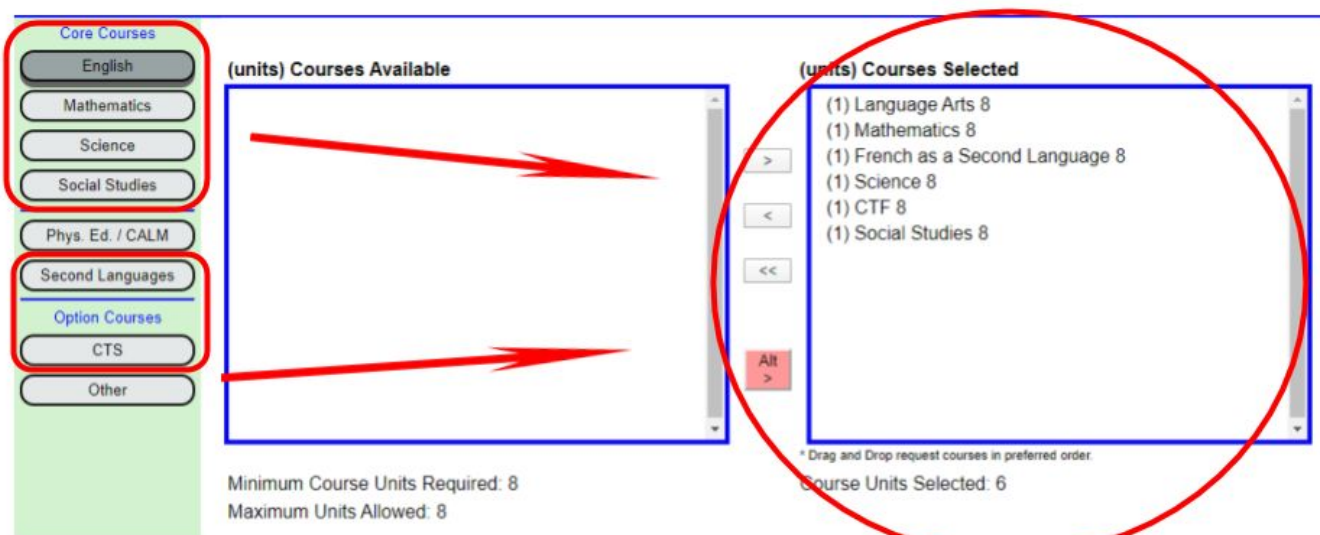 Core Courses
English
Mathematics
Science
Social Studies
Phys. Ed. / CALM
Second Languages
Option Courses
CTS
Other
(units) Courses Available
>
<
<<
Alt
>
Minimum Course Units Required: 8
Maximum Units Allowed: 8
(units) Courses Selected
(1) Language Arts 8
(1) Mathematics 8
(1) French as a Second Language 8
(1) Science 8
(1) CTF 8
(1) Social Studies 8
* Drag and Drop request courses in preferred order.
Course Units Selected: 6